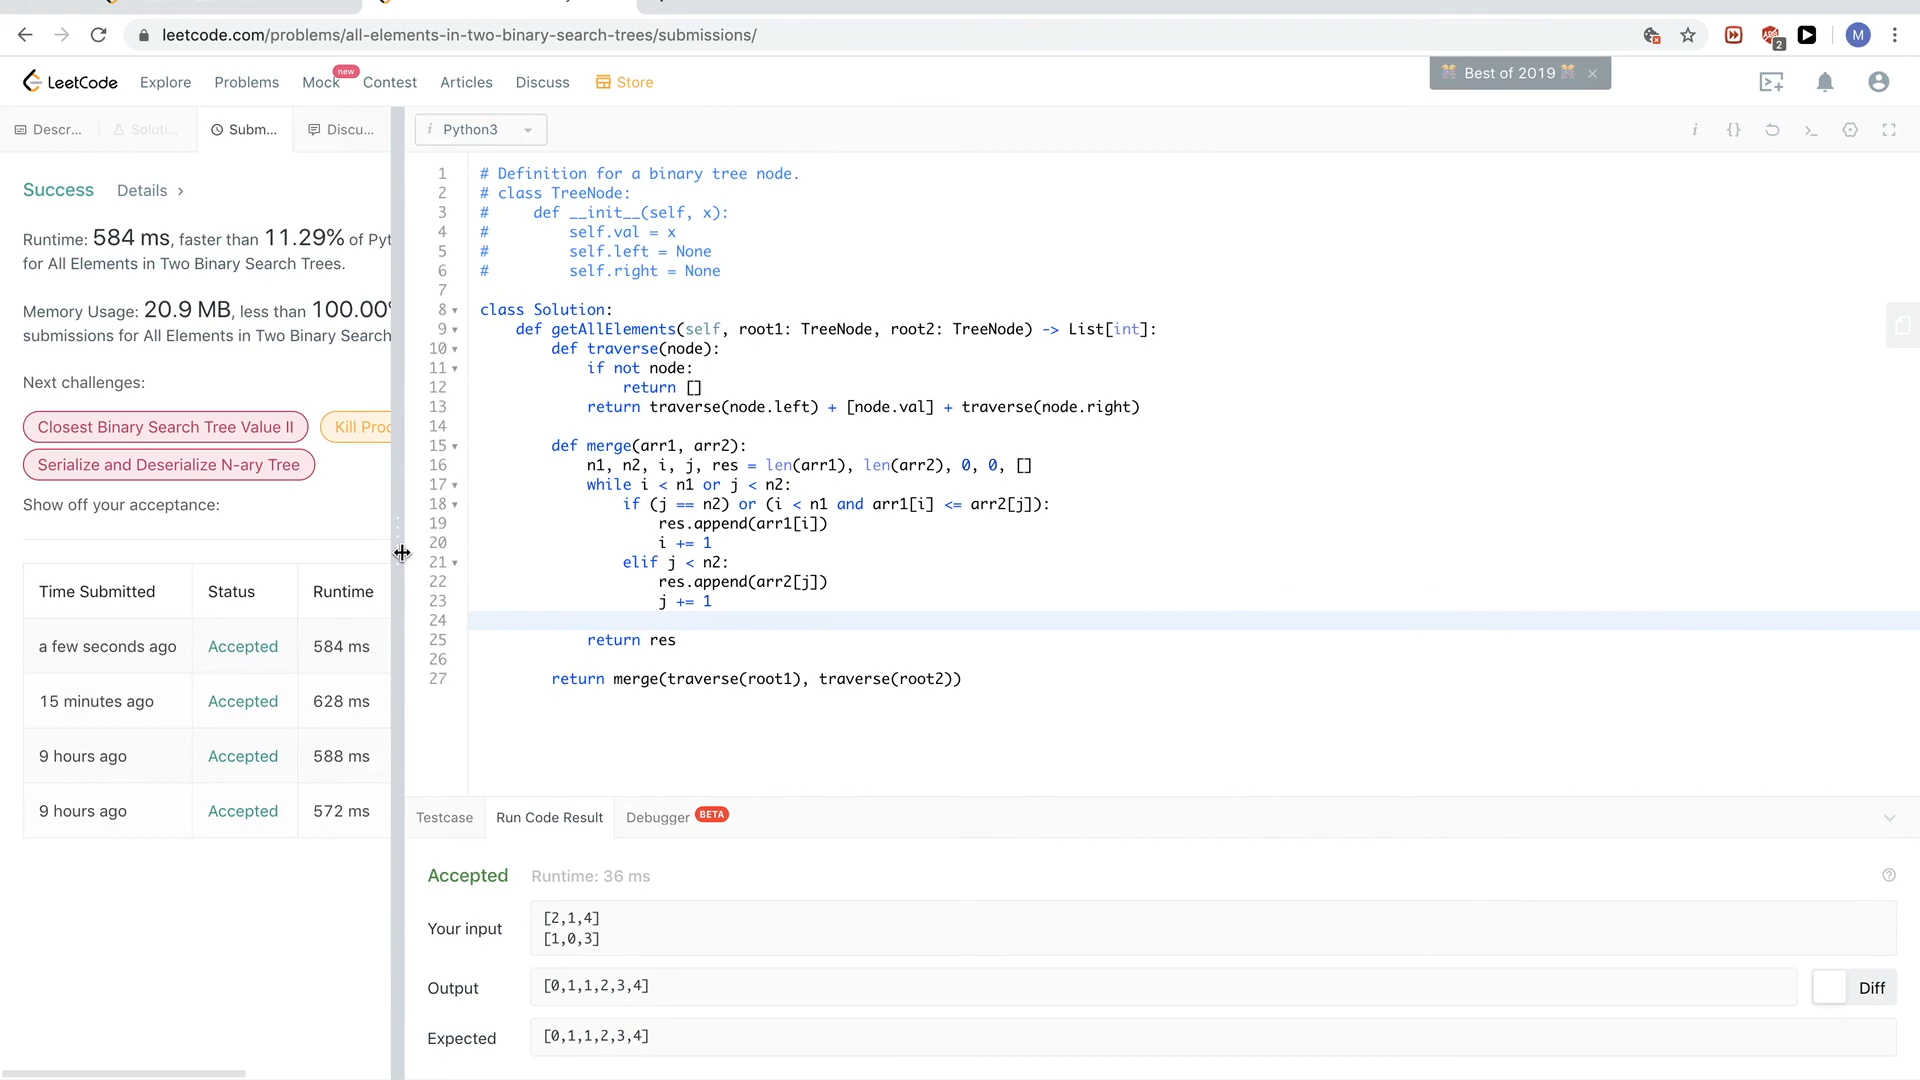 leetcode.com/problems/all-elements-in-two-binary-search-trees/submissions/
2
M
LeetCode
Explore
Problems
Mock
new
Contest
Articles
Discuss
Store
Best of 2019
Descr...
Soluti...
Subm...
Discu...
i Python3
Success Details >
Runtime: 584 ms, faster than 11.29% of Pyt
for All Elements in Two Binary Search Trees.
Memory Usage: 20.9 MB, less than 100.00%
submissions for All Elements in Two Binary Search
Next challenges:
Closest Binary Search Tree Value II
Kill Proc
Serialize and Deserialize N-ary Tree
Show off your acceptance:
Time Submitted Status Runtime
a few seconds ago Accepted 584 ms
15 minutes ago Accepted 628 ms
9 hours ago Accepted 588 ms
9 hours ago Accepted 572 ms
1 # Definition for a binary tree node.
2 # class TreeNode:
3 #     def __init__(self, x):
4 #         self.val = x
5 #         self.left = None
6 #         self.right = None
7
8 class Solution:
9     def getAllElements(self, root1: TreeNode, root2: TreeNode) -> List[int]:
10         def traverse(node):
11             if not node:
12                 return []
13             return traverse(node.left) + [node.val] + traverse(node.right)
14
15         def merge(arr1, arr2):
16             n1, n2, i, j, res = len(arr1), len(arr2), 0, 0, []
17             while i < n1 or j < n2:
18                 if (j == n2) or (i < n1 and arr1[i] <= arr2[j]):
19                     res.append(arr1[i])
20                     i += 1
21                 elif j < n2:
22                     res.append(arr2[j])
23                     j += 1
24
25             return res
26
27         return merge(traverse(root1), traverse(root2))
Testcase
Run Code Result
Debugger BETA
Accepted Runtime: 36 ms
Your input
[2,1,4]
[1,0,3]
Output
[0,1,1,2,3,4]
Diff
Expected
[0,1,1,2,3,4]